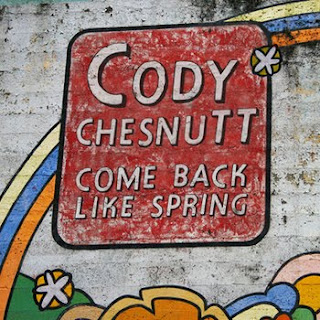 CODY
CHESNUTT
COME BACK
LIKE SPRING